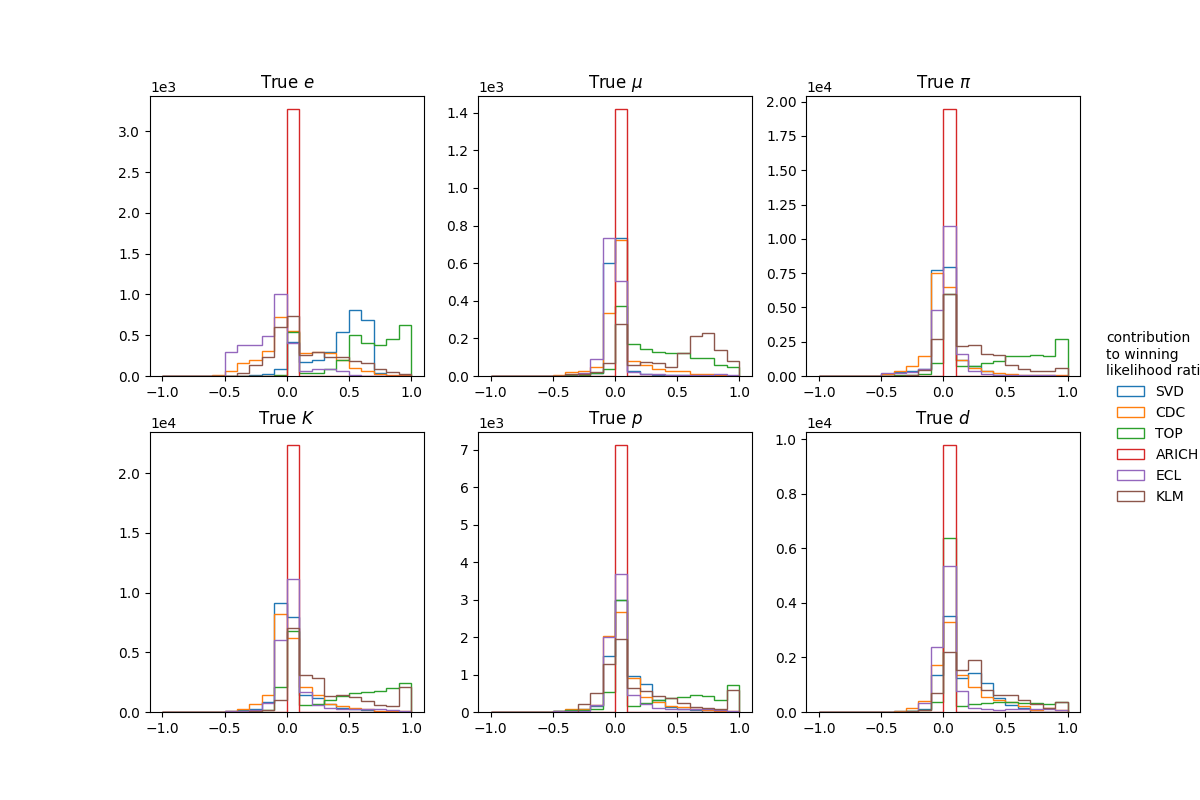 True e
1e3
3.0
2.5
2.0
1.5
1.0
0.5
0.0
−1.0 −0.5 0.0 0.5 1.0
True μ
1e3
1.4
1.2
1.0
0.8
0.6
0.4
0.2
0.0
−1.0 −0.5 0.0 0.5 1.0
True π
1e4
2.00
1.75
1.50
1.25
1.00
0.75
0.50
0.25
0.00
−1.0 −0.5 0.0 0.5 1.0
True K
1e4
2.0
1.5
1.0
0.5
0.0
−1.0 −0.5 0.0 0.5 1.0
True p
1e3
7
6
5
4
3
2
1
0
−1.0 −0.5 0.0 0.5 1.0
True d
1e4
1.0
0.8
0.6
0.4
0.2
0.0
−1.0 −0.5 0.0 0.5 1.0
contribution
to winning
likelihood rati
SVD
CDC
TOP
ARICH
ECL
KLM